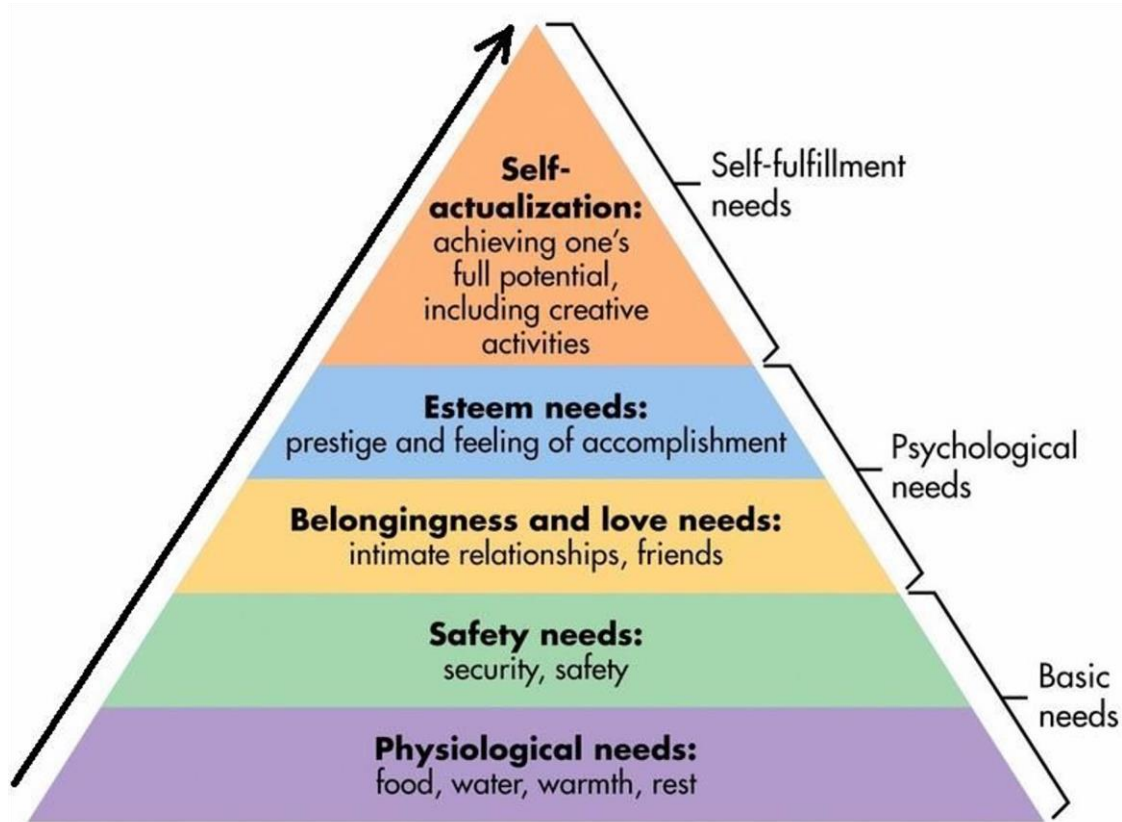 Self-
actualization:
achieving one's
full potential,
including creative
activities
Self-fulfillment
needs
Esteem needs:
prestige and feeling of accomplishment
Psychological
needs
Belongingness and love needs:
intimate relationships, friends
Safety needs:
security, safety
Basic
needs
Physiological needs:
food, water, warmth, rest